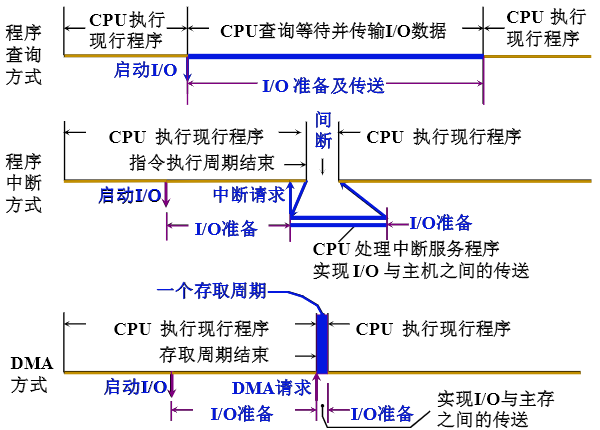 程序
查询
方式
CPU执行
现行程序
CPU查询等待并传输I/O数据
CPU 执行
现行程序
启动I/O
I/O 准备及传送
程序
中断
方式
CPU 执行现行程序
间
断
CPU 执行现行程序
指令执行周期结束
启动I/O
中断请求
I/O准备
I/O准备
CPU 处理中断服务程序
实现 I/O 与主机之间的传送
DMA
方式
一个存取周期
CPU 执行现行程序
CPU 执行现行程序
存取周期结束
启动I/O
DMA请求
I/O准备
I/O准备
实现I/O与主存
之间的传送